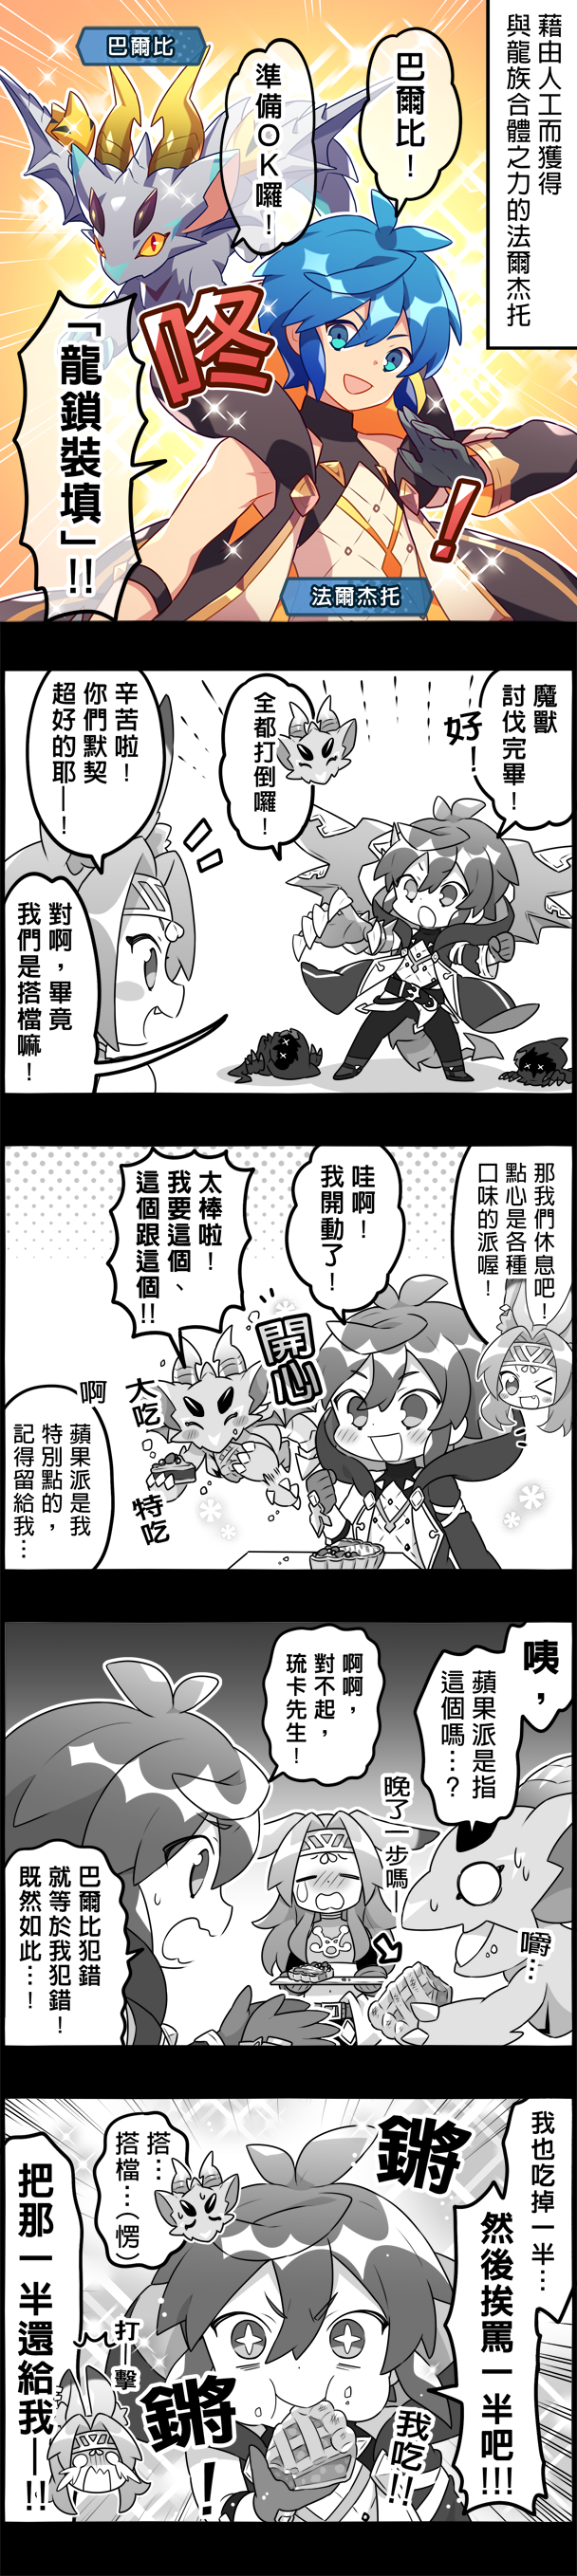 藉由人工而獲得
與龍族合體之力的法爾杰托
巴爾比！
準備ＯＫ囉！
巴爾比
咚！
「龍鎖裝填」!!
法爾杰托
魔獸
討伐完畢！
好！
全都打倒囉！
辛苦啦！
你們默契
超好的耶—！
對啊，畢竟
我們是搭檔嘛！
那我們休息吧！
點心是各種
口味的派喔！
哇啊！
我開動了！
開心
太棒啦！
我要這個、
這個跟這個!!
大吃
特吃
啊
蘋果派是我
特別點的，
記得留給我…
咦，
蘋果派是指
這個嗎…？
嚼…
晚了一步嗎—
啊啊，
對不起，
琉卡先生！
巴爾比犯錯
就等於我犯錯！
既然如此…！
我也吃掉一半…
然後挨罵一半吧!!!
鏘
鏘！
我吃!!
搭…
搭檔…（愣）
打擊
把那一半還給我—!!